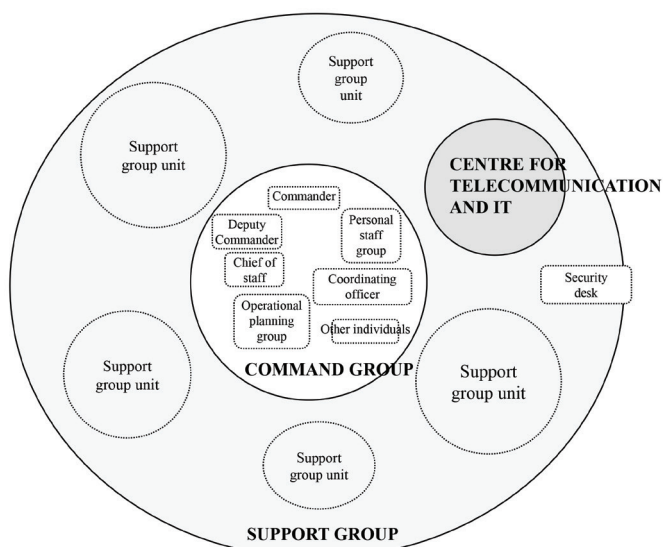 Support
group
unit
Support
group unit
CENTRE FOR
TELECOMMUNICATION
AND IT
Commander
Deputy
Commander
Personal
staff
group
Chief of
staff
Coordinating
officer
Security
desk
Operational
planning
group
Other individuals
COMMAND GROUP
Support
group unit
Support
group unit
Support
group unit
SUPPORT GROUP